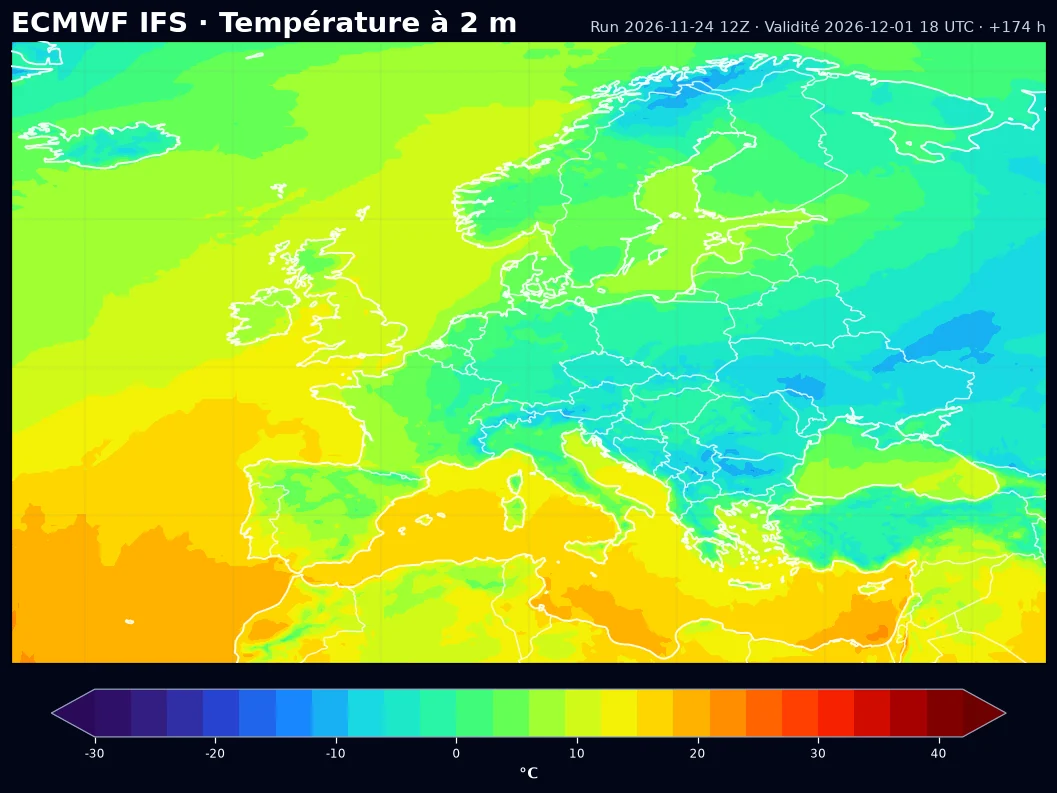 ECMWF IFS · Température à 2 m
Run 2026-11-24 12Z · Validité 2026-12-01 18 UTC · +174 h
-30 -20 -10 0 10 20 30 40
°C